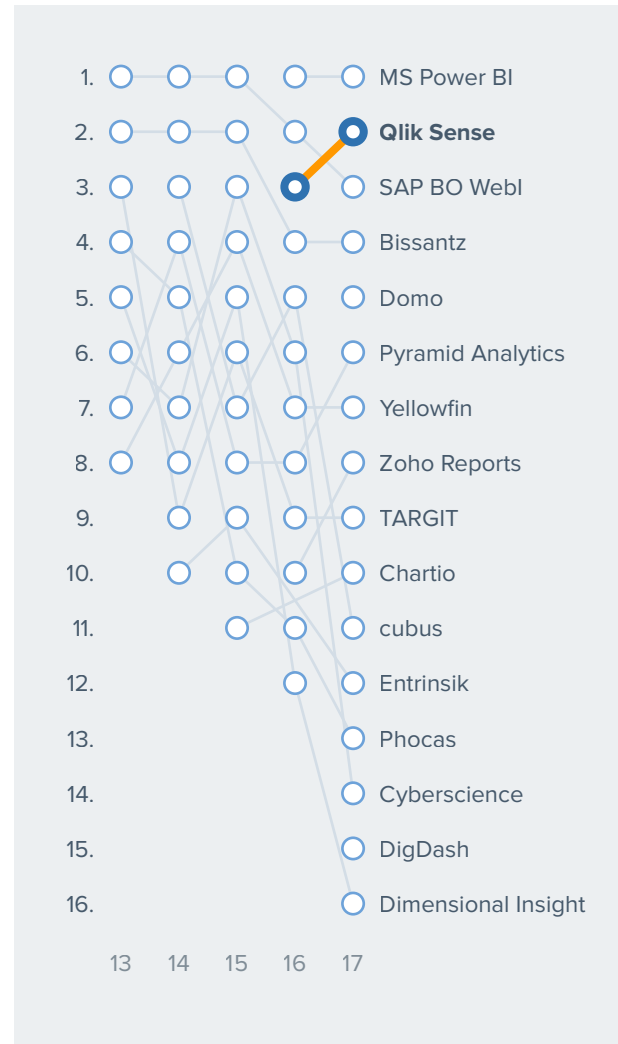 1. MS Power BI
2. Qlik Sense
3. SAP BO WebI
4. Bissantz
5. Domo
6. Pyramid Analytics
7. Yellowfin
8. Zoho Reports
9. TARGIT
10. Chartio
11. cubus
12. Entrinsik
13. Phocas
14. Cyberscience
15. DigDash
16. Dimensional Insight
13 14 15 16 17